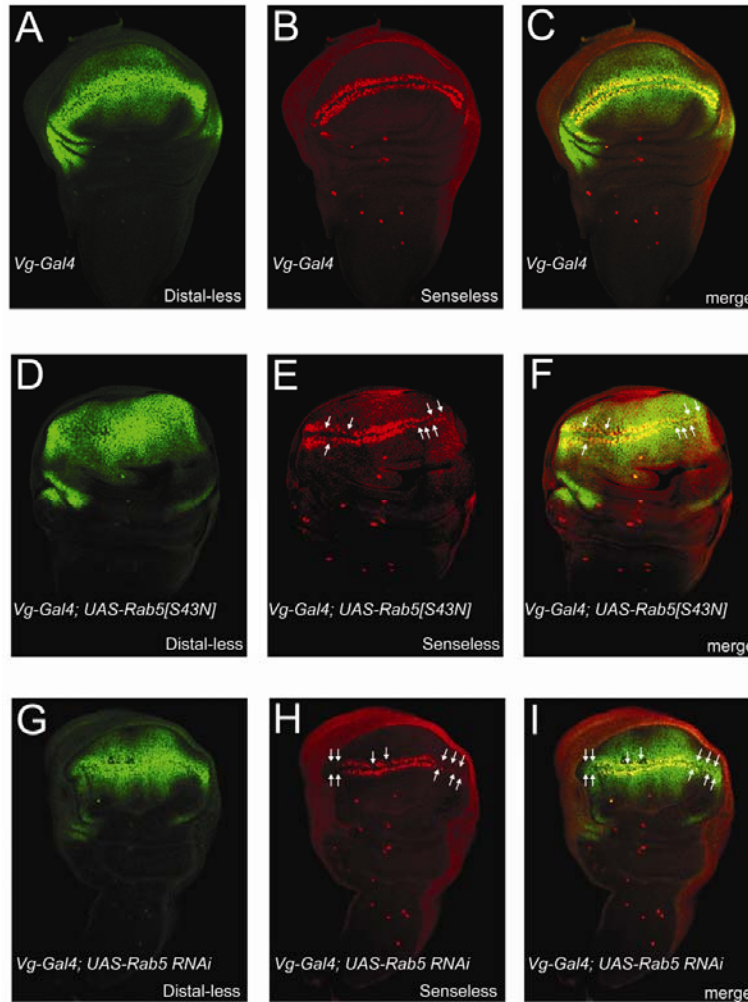 A
Vg-Gal4
Distal-less
B
Senseless
C
Vg-Gal4
merge
D
Vg-Gal4; UAS-Rab5[S43N]
Distal-less
E
Vg-Gal4; UAS-Rab5[S43N]
Senseless
F
Vg-Gal4; UAS-Rab5[S43N]
merge
G
Vg-Gal4; UAS-Rab5 RNAi
Distal-less
H
Vg-Gal4; UAS-Rab5 RNAi
Senseless
I
Vg-Gal4; UAS-Rab5 RNAi
merge